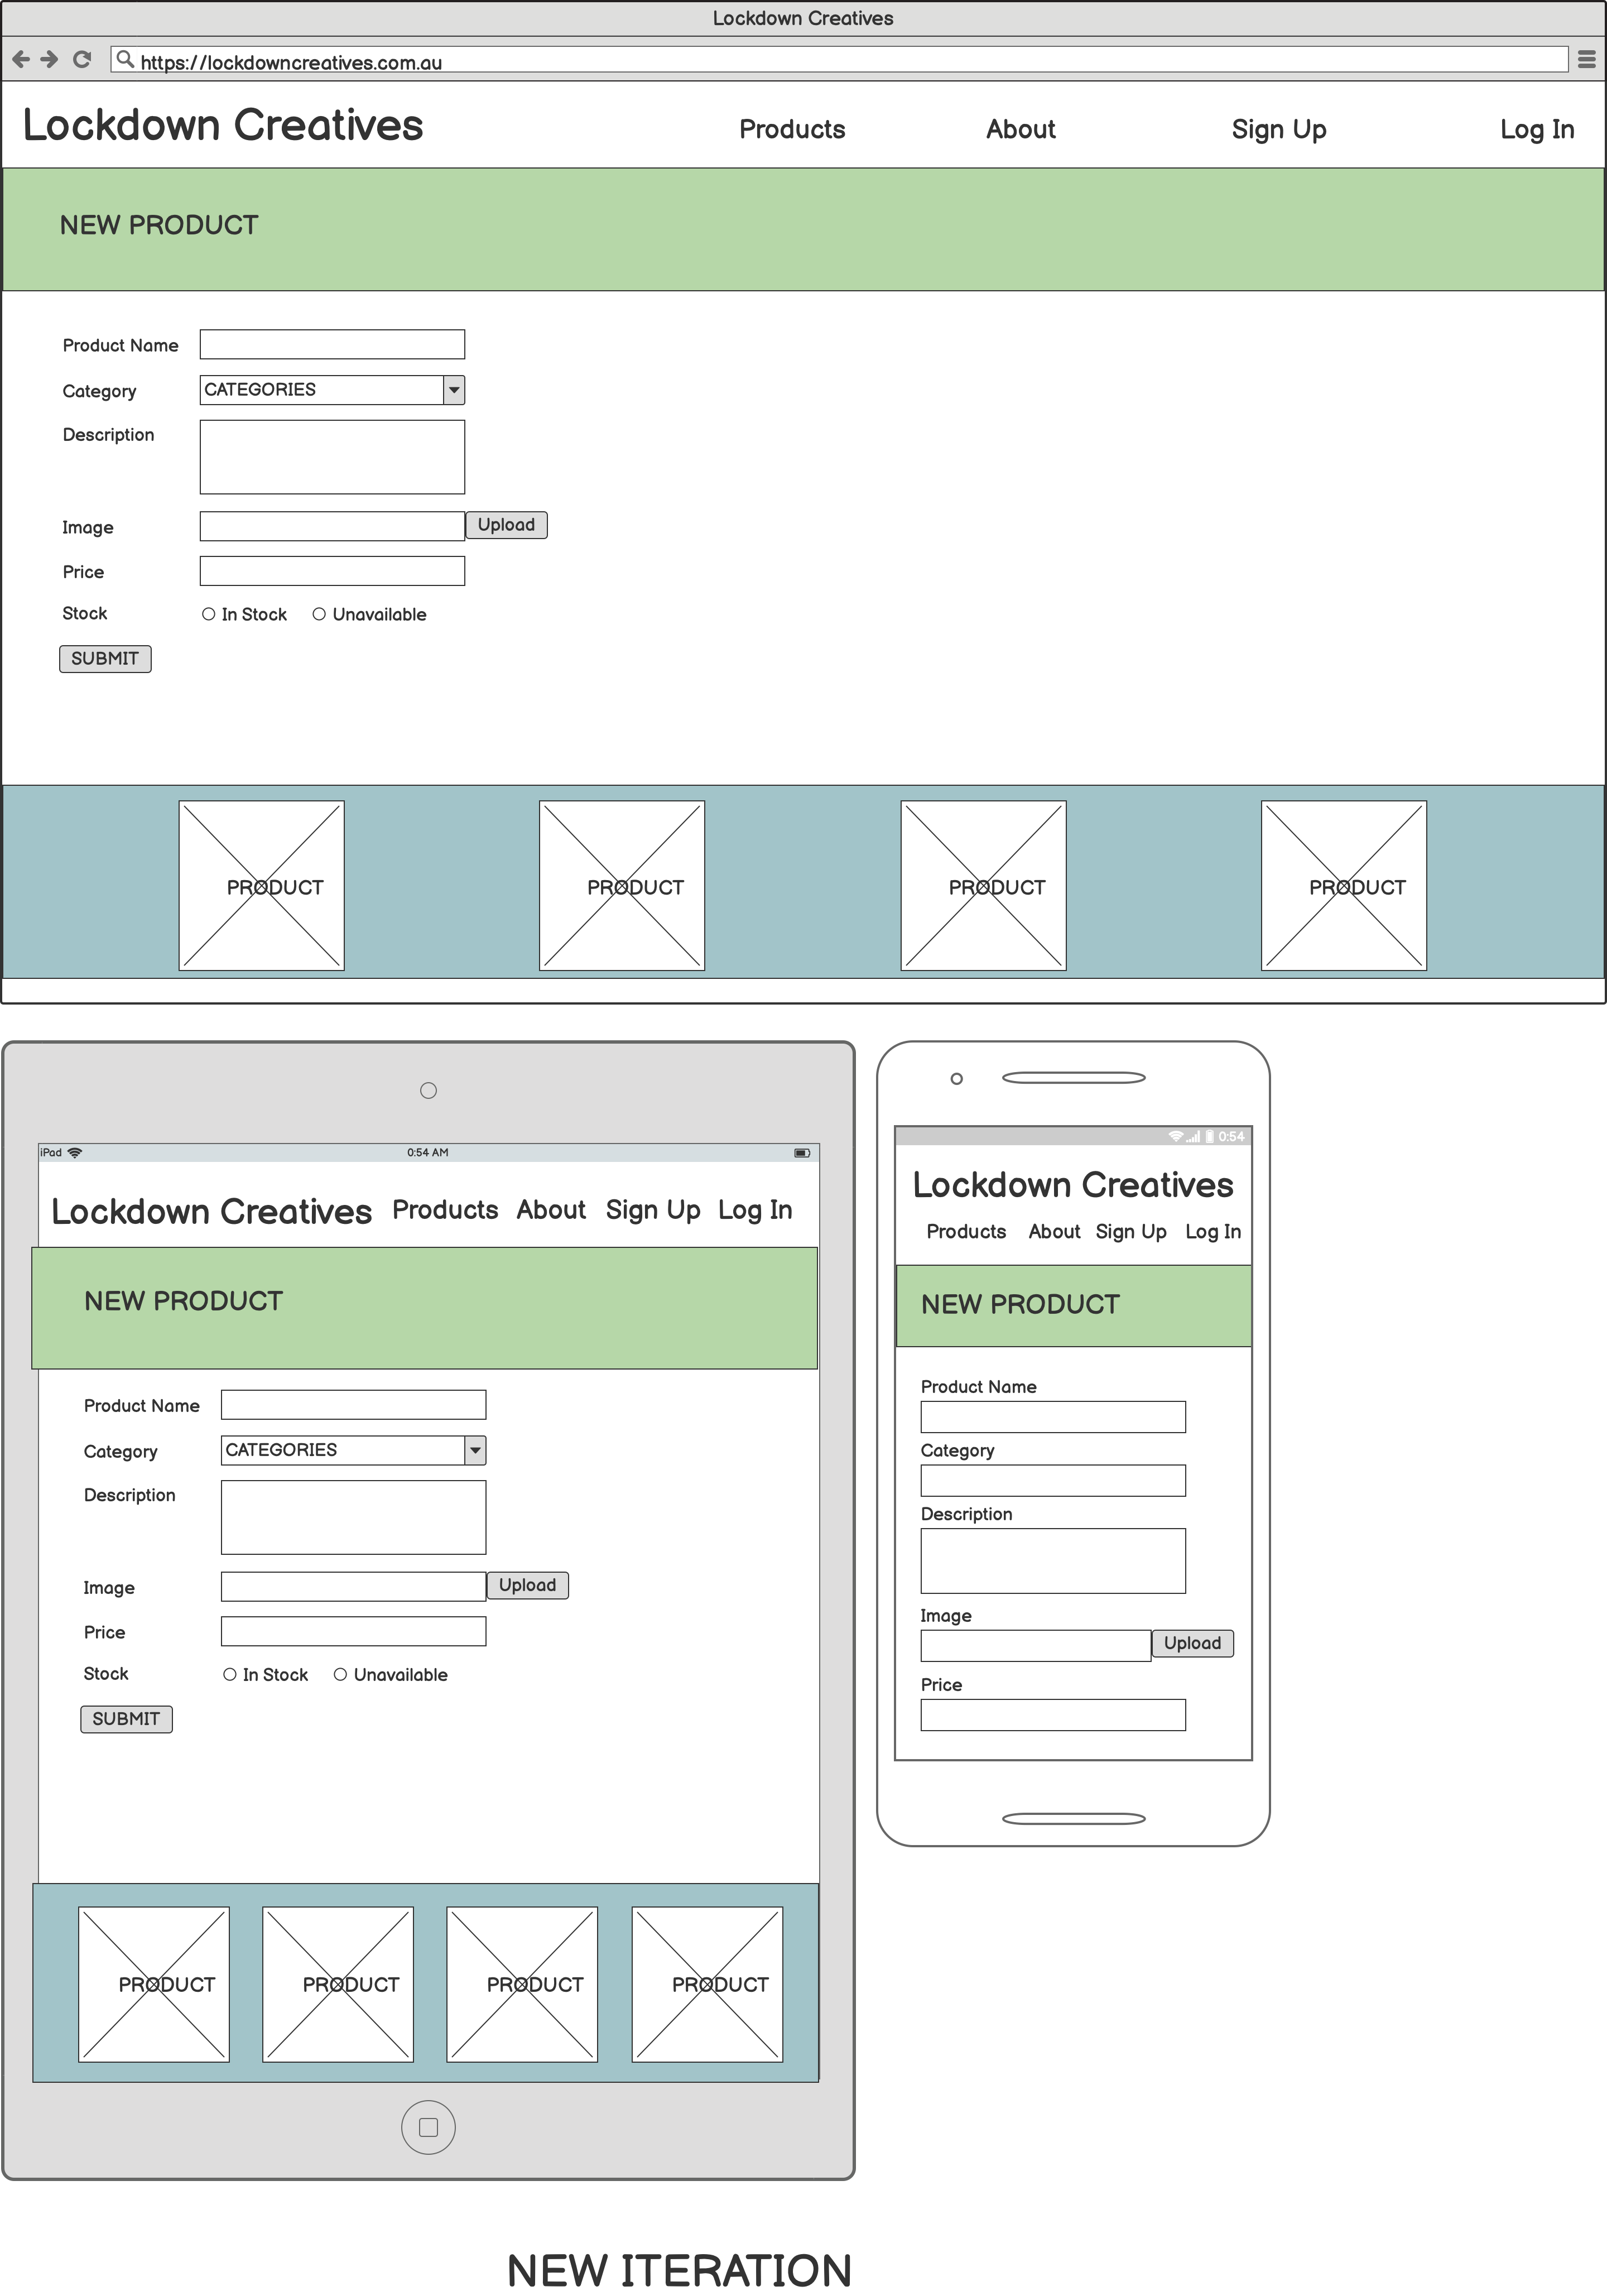 Lockdown Creatives
https://lockdowncreatives.com.au
Lockdown Creatives Products About Sign Up Log In
NEW PRODUCT
Product Name
Category CATEGORIES
Description
Image Upload
Price
Stock In Stock Unavailable
SUBMIT
PRODUCT PRODUCT PRODUCT PRODUCT
iPad 0:54 AM
Lockdown Creatives Products About Sign Up Log In
NEW PRODUCT
Product Name
Category CATEGORIES
Description
Image Upload
Price
Stock In Stock Unavailable
SUBMIT
PRODUCT PRODUCT PRODUCT PRODUCT
0:54
Lockdown Creatives
Products About Sign Up Log In
NEW PRODUCT
Product Name
Category
Description
Image
Upload
Price
NEW ITERATION